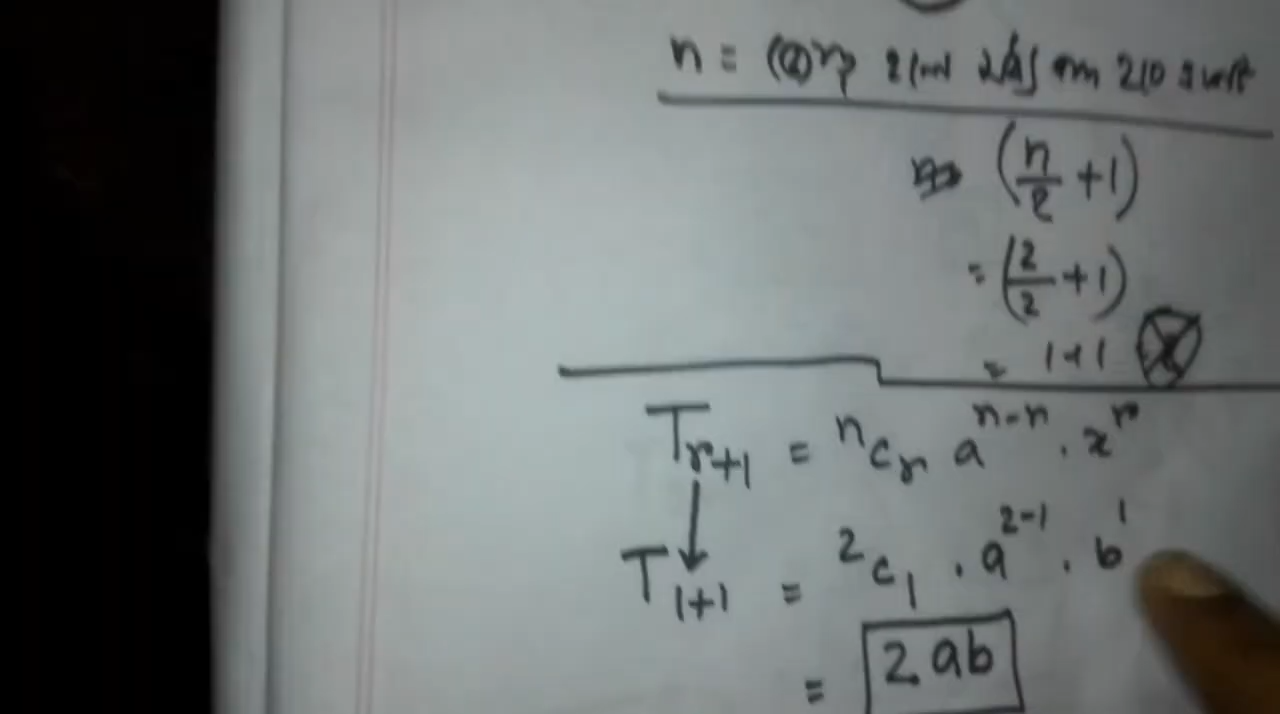 n =
(n/2 + 1)
= (2/2 + 1)
= 1+1
T_{r+1} = ⁿC_r a^{n-r} . x^r
T_{1+1} = ²C_1 . a^{2-1} . b^1
= 2ab